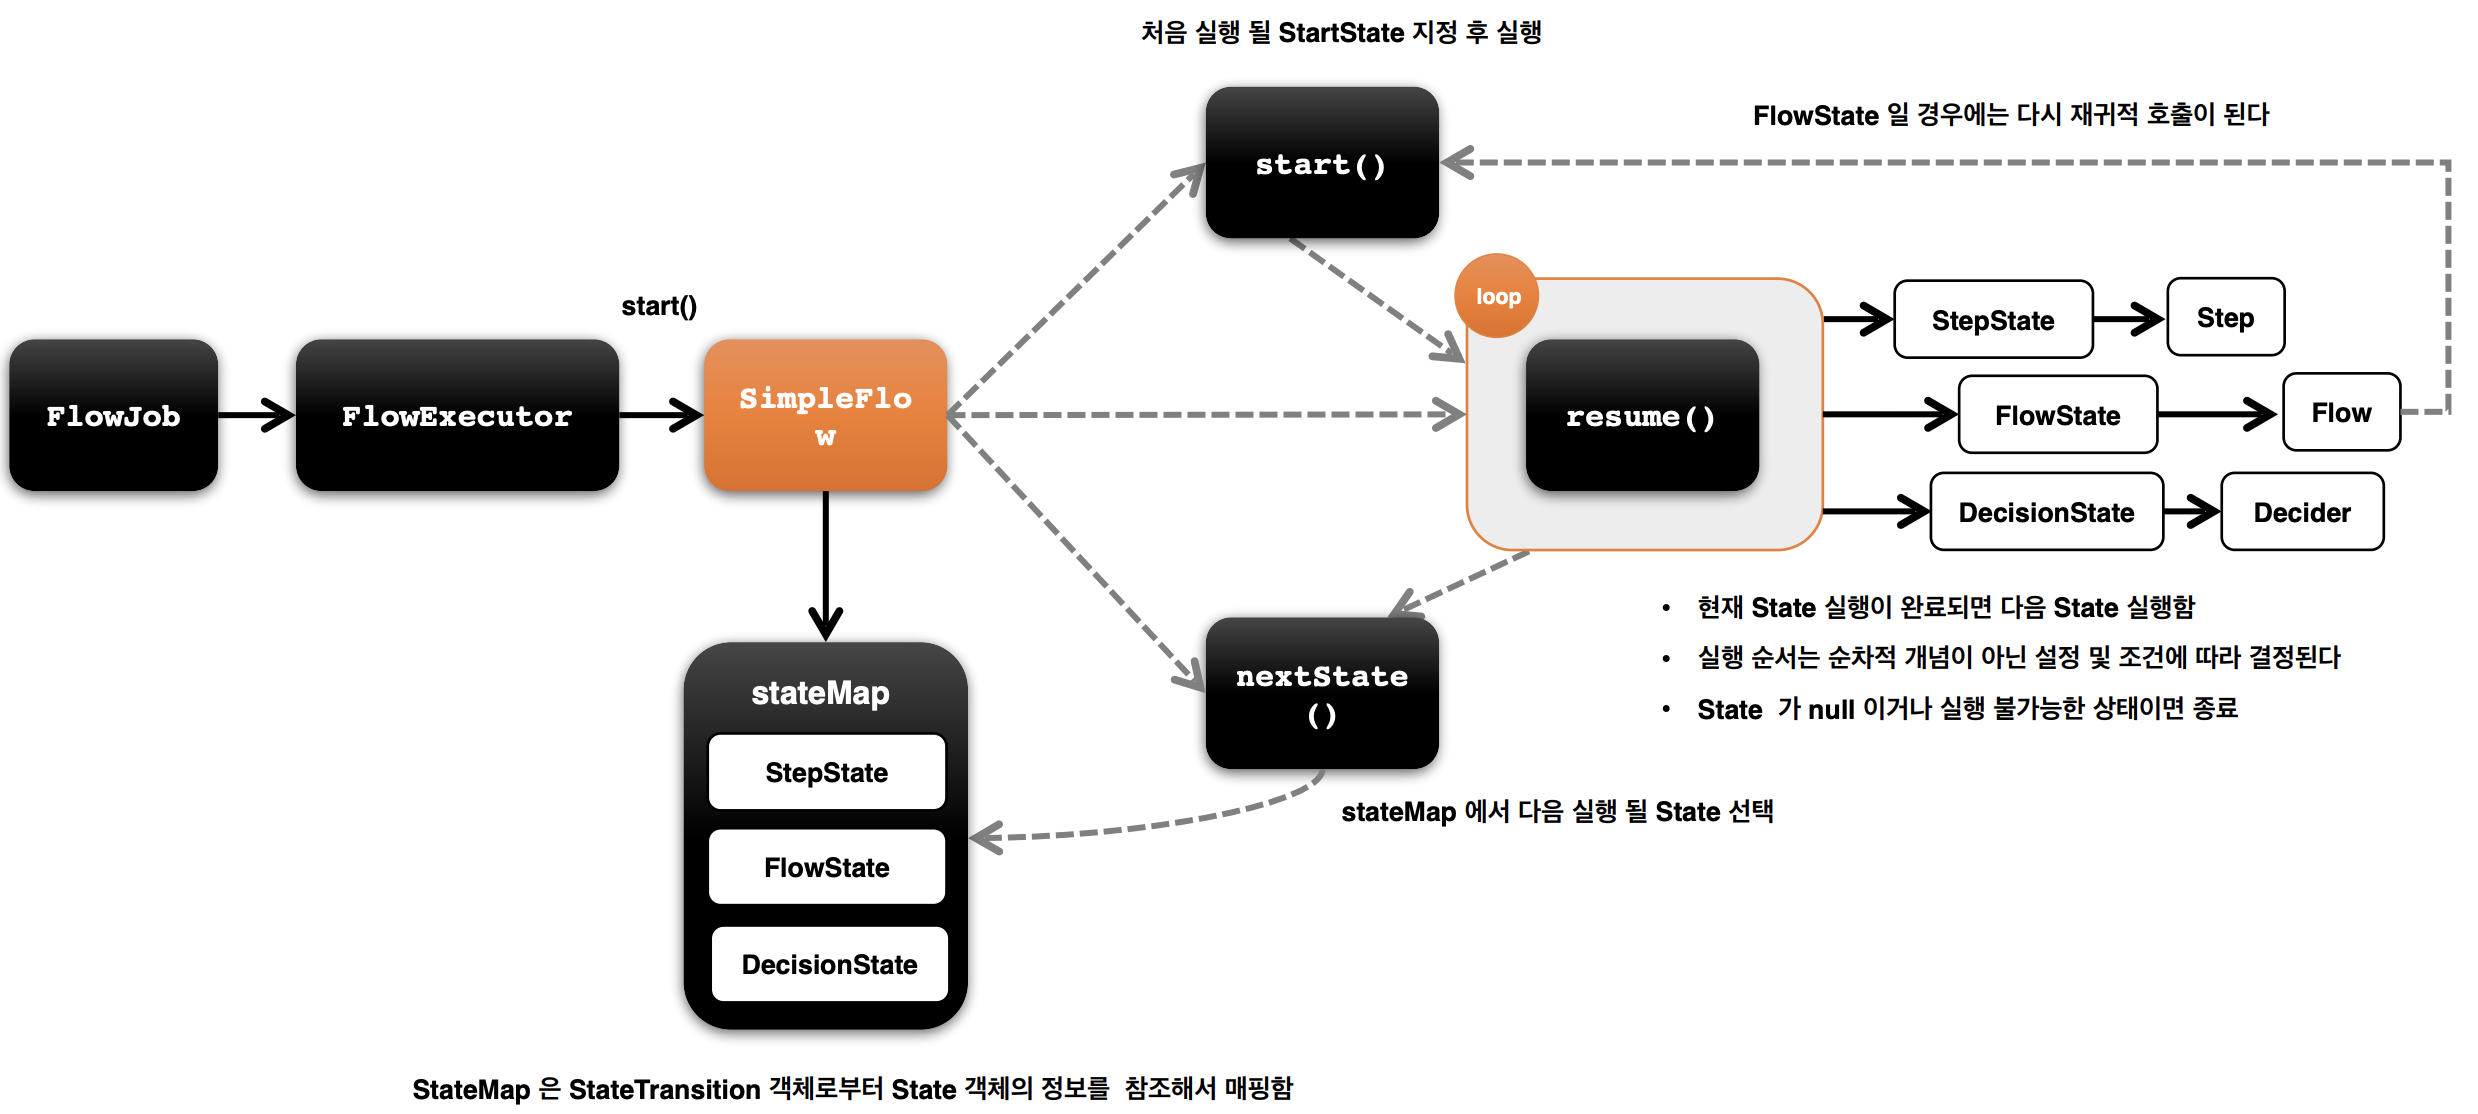 처음 실행 될 StartState 지정 후 실행
start()
FlowState 일 경우에는 다시 재귀적 호출이 된다
start()
loop
FlowJob
FlowExecutor
SimpleFlo
w
resume()
StepState
Step
FlowState
Flow
DecisionState
Decider
• 현재 State 실행이 완료되면 다음 State 실행함
• 실행 순서는 순차적 개념이 아닌 설정 및 조건에 따라 결정된다
• State 가 null 이거나 실행 불가능한 상태이면 종료
nextState
()
stateMap 에서 다음 실행 될 State 선택
stateMap
StepState
FlowState
DecisionState
StateMap 은 StateTransition 객체로부터 State 객체의 정보를 참조해서 매핑함